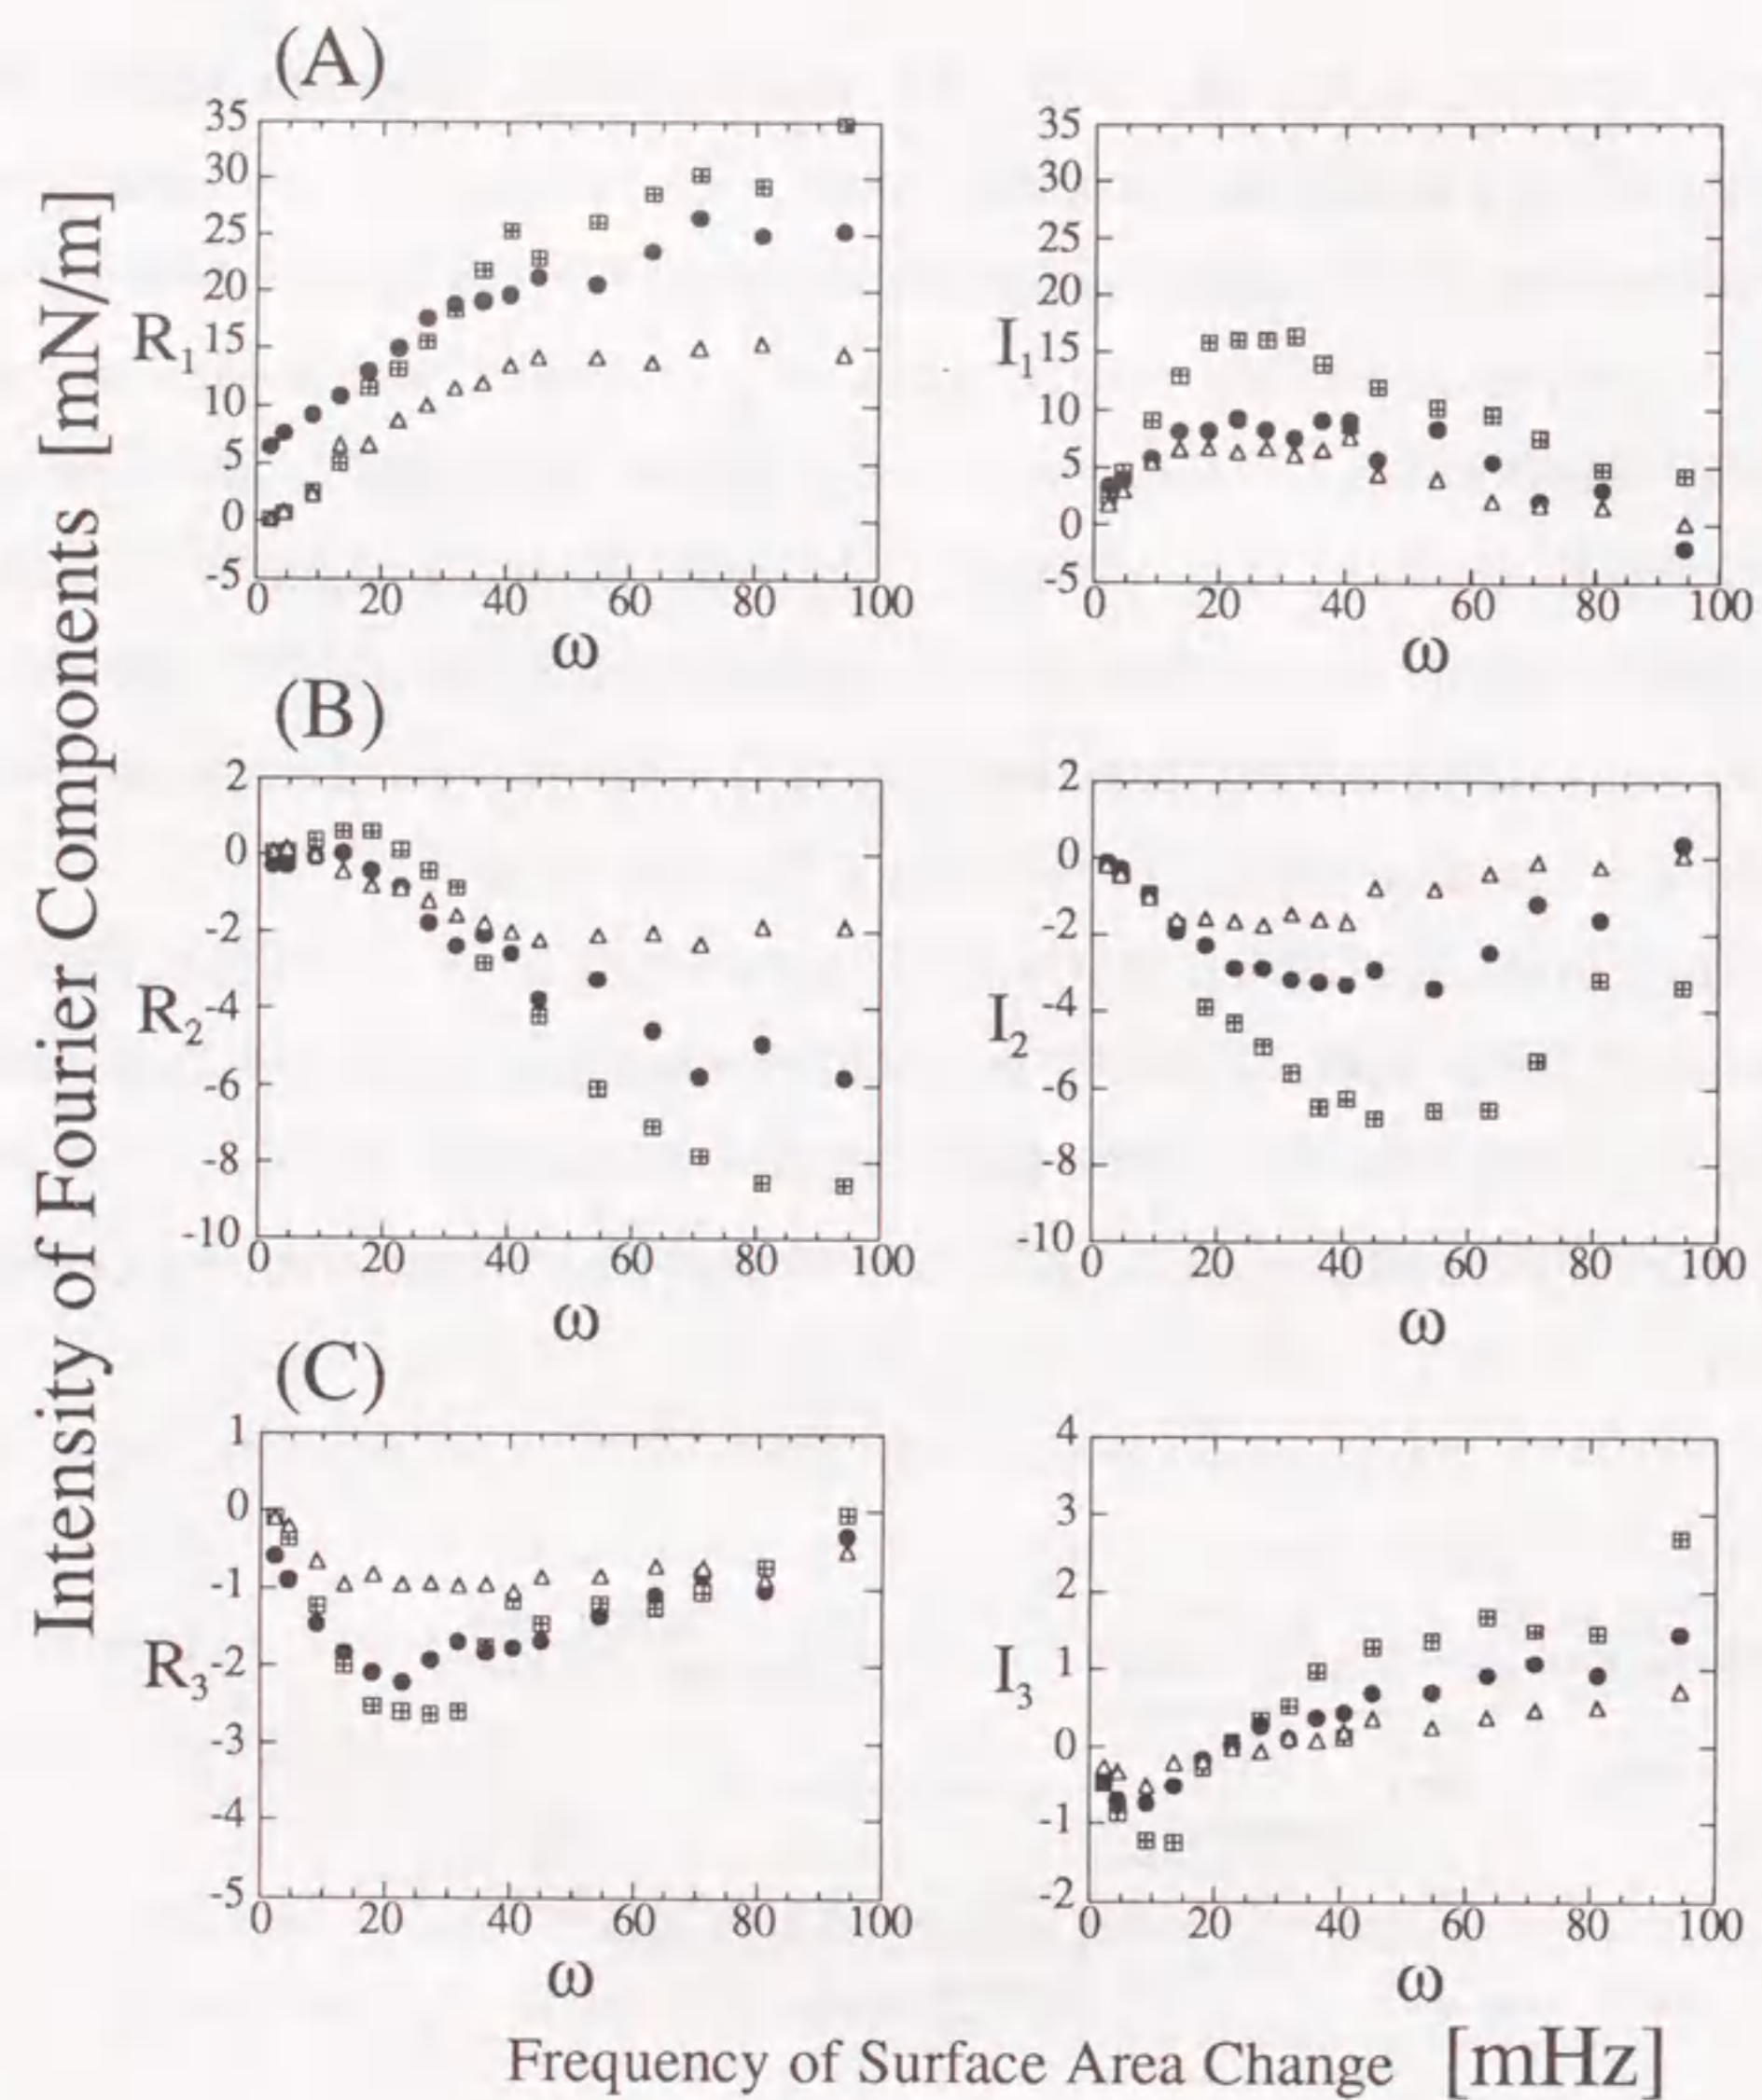 Intensity of Fourier Components [mN/m]
(A)
R1
35
30
25
20
15
10
5
0
-5
0 20 40 60 80 100
ω
I1
35
30
25
20
15
10
5
0
-5
0 20 40 60 80 100
ω
(B)
R2
2
0
-2
-4
-6
-8
-10
0 20 40 60 80 100
ω
I2
2
0
-2
-4
-6
-8
-10
0 20 40 60 80 100
ω
(C)
R3
1
0
-1
-2
-3
-4
-5
0 20 40 60 80 100
ω
I3
4
3
2
1
0
-1
-2
0 20 40 60 80 100
ω
Frequency of Surface Area Change [mHz]